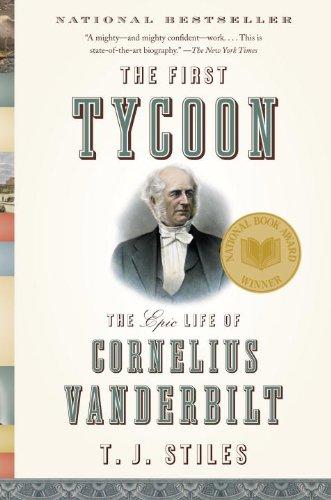 NATIONAL BESTSELLER
"A mighty—and mighty confident—work. . . . This is
state-of-the-art biography." —The New York Times
THE FIRST
TYCOON
NATIONAL BOOK AWARD
WINNER
THE Epic LIFE OF
CORNELIUS
VANDERBILT
T. J. STILES